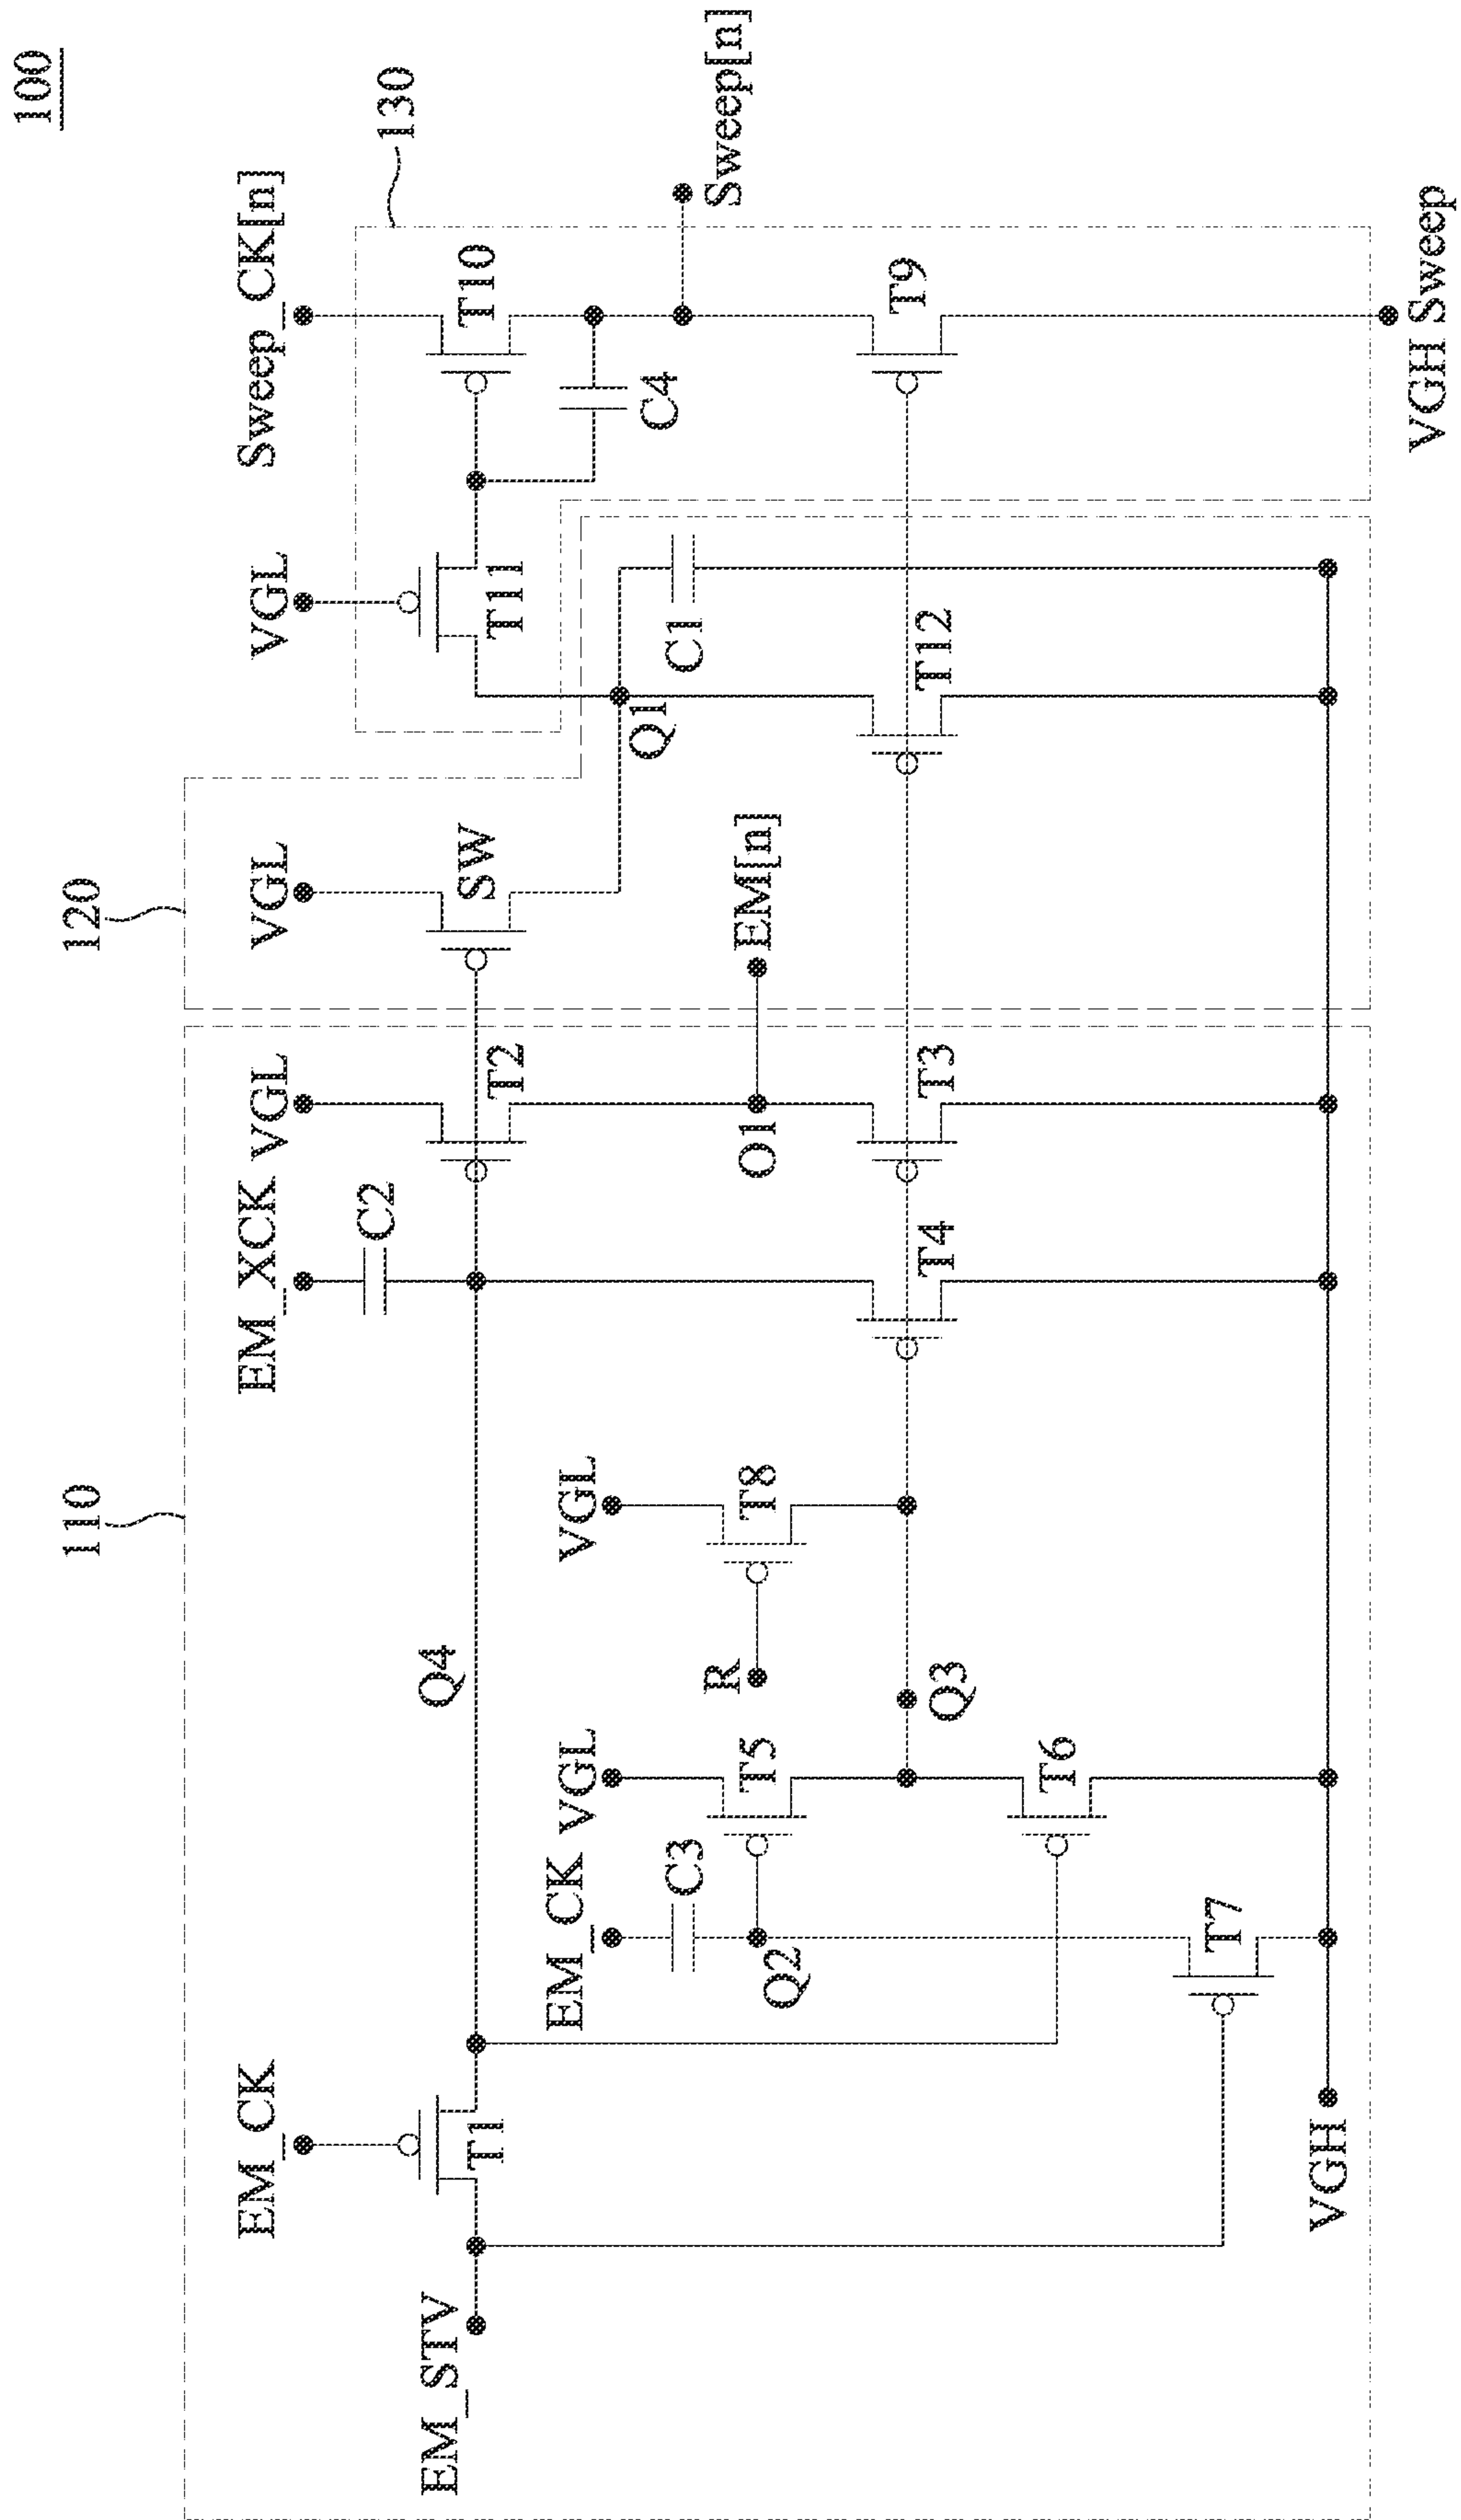 100
110
120
130
EM_STV
EM_CK
T1
Q4
EM_XCK
C2
VGL
T2
VGL
SW
VGL
T11
Sweep_CK[n]
T10
C4
Sweep[n]
EM_CK
C3
Q2
VGL
T5
R
VGL
T8
O1
EM[n]
Q1
C1
Q3
T6
T7
T4
T3
T12
T9
VGH
VGH Sweep